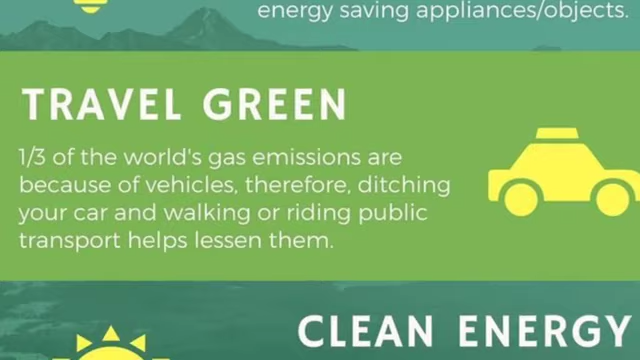 energy saving appliances/objects.
TRAVEL GREEN
1/3 of the world's gas emissions are
because of vehicles, therefore, ditching
your car and walking or riding public
transport helps lessen them.
CLEAN ENERGY